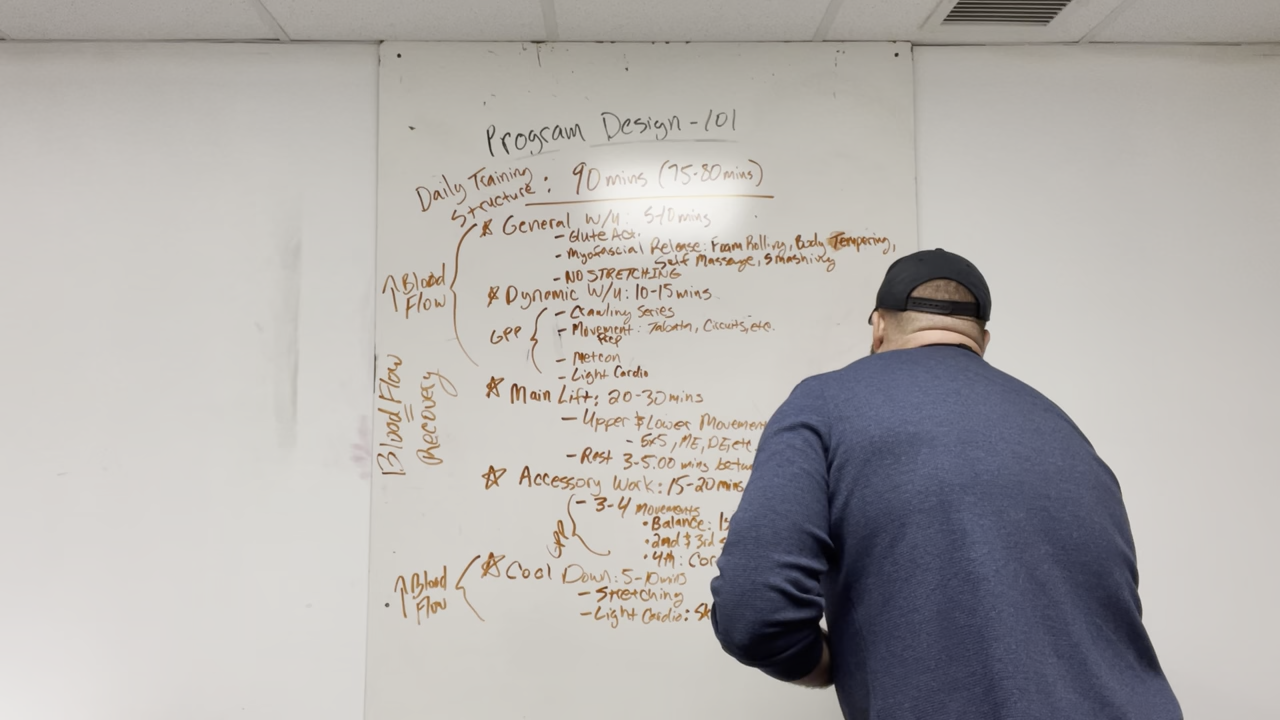 Program Design -101
Daily Training
Structure: 90 mins (75-80 mins)
General W/U: 5-10 mins
- Glute Act.
- Myofascial Release: Foam Rolling, Body Tempering,
Self Massage, Smashing
- NO STRETCHING
↑ Blood
Flow
Dynamic W/U: 10-15 mins
GPP
- Crawling Series
- Movement: Tabata, Circuits, etc.
Prep
- Metcon
- Light Cardio
Blood Flow
=
Recovery
Main Lift: 20-30 mins
- Upper & Lower Movement
- 5x5, ME, DE, etc.
- Rest 3-5.00 mins
Accessory Work: 15-20 mins
GPP
- 3-4 Movements
• Balance:
• 2nd & 3rd
• 4th:
↑ Blood
Flow
Cool Down: 5-10 mins
- Stretching
- Light Cardio: